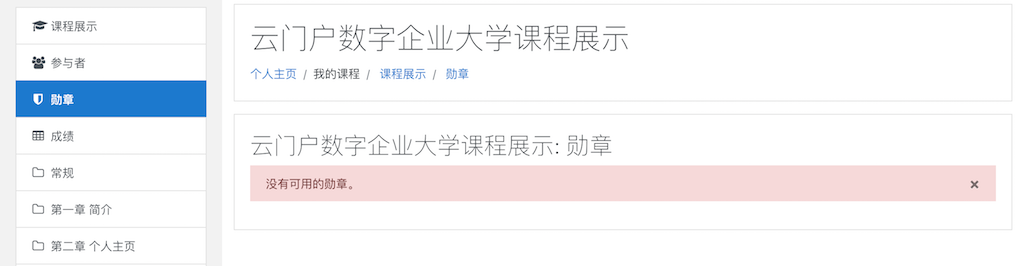 课程展示
参与者
勋章
成绩
常规
第一章 简介
第二章 个人主页
云门户数字企业大学课程展示
个人主页 / 我的课程 / 课程展示 / 勋章
云门户数字企业大学课程展示: 勋章
没有可用的勋章。 ×